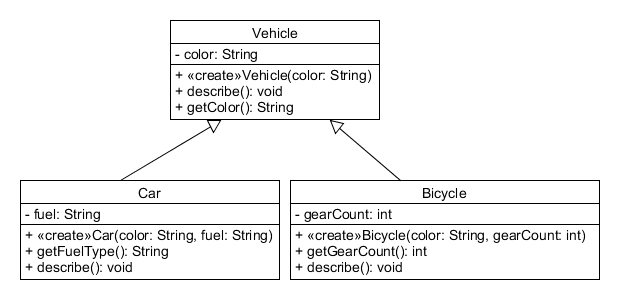 Vehicle
- color: String
+ «create»Vehicle(color: String)
+ describe(): void
+ getColor(): String
Car
- fuel: String
+ «create»Car(color: String, fuel: String)
+ getFuelType(): String
+ describe(): void
Bicycle
- gearCount: int
+ «create»Bicycle(color: String, gearCount: int)
+ getGearCount(): int
+ describe(): void